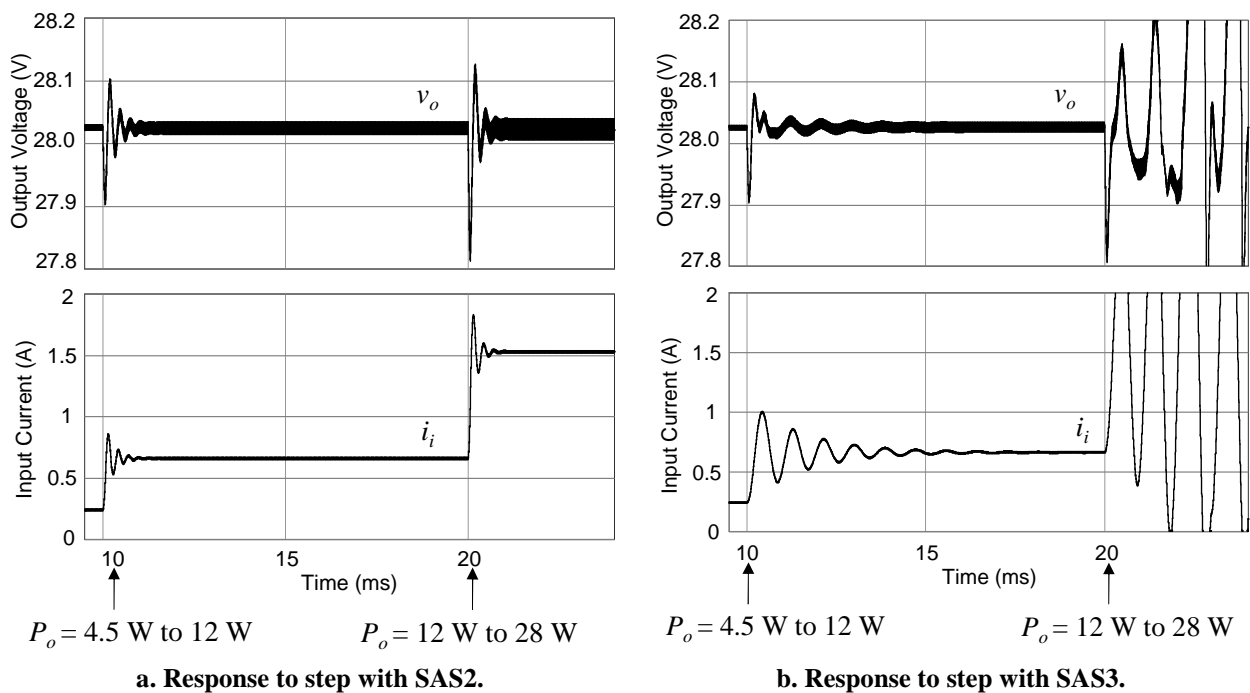 28.2
28.1
28.0
27.9
27.8
Output Voltage (V)
v_o
2
1.5
1
0.5
0
Input Current (A)
i_i
10
15
20
Time (ms)
P_o = 4.5 W to 12 W
P_o = 12 W to 28 W
a. Response to step with SAS2.
28.2
28.1
28.0
27.9
27.8
Output Voltage (V)
v_o
2
1.5
1
0.5
0
Input Current (A)
i_i
10
15
20
Time (ms)
P_o = 4.5 W to 12 W
P_o = 12 W to 28 W
b. Response to step with SAS3.